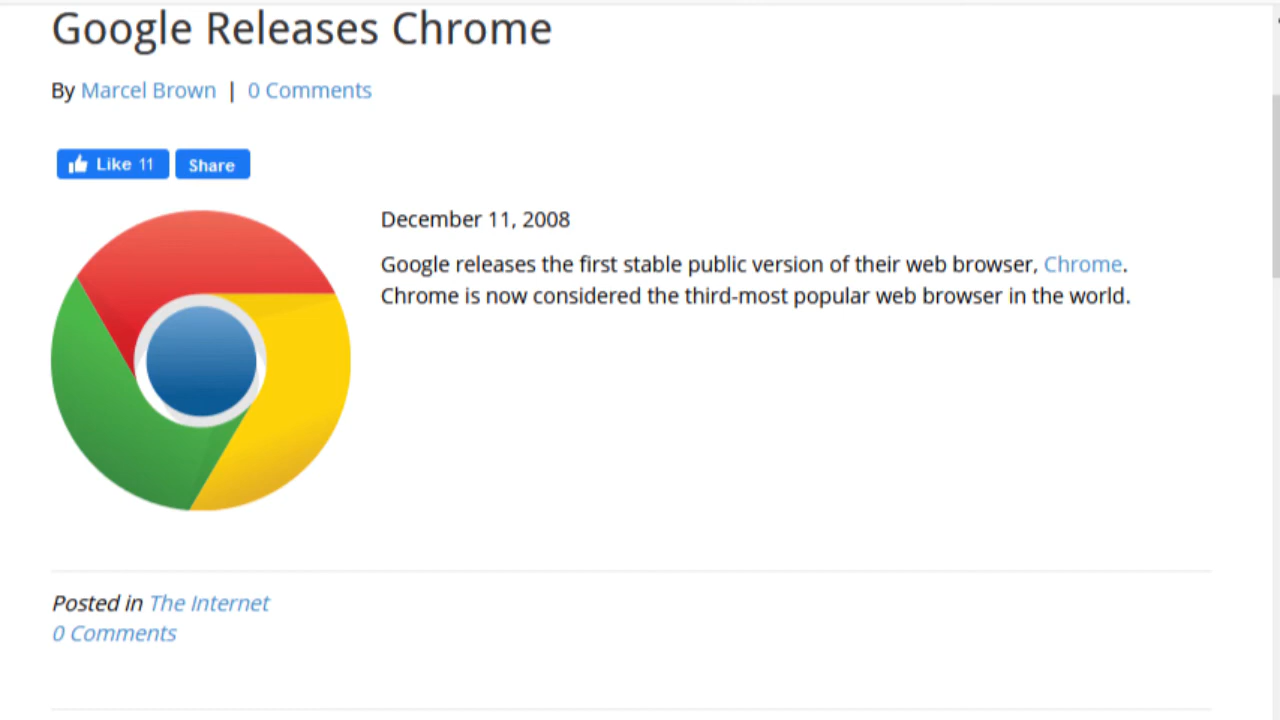 Google Releases Chrome
By Marcel Brown | 0 Comments
Like 11 Share
December 11, 2008
Google releases the first stable public version of their web browser, Chrome.
Chrome is now considered the third-most popular web browser in the world.
Posted in The Internet
0 Comments